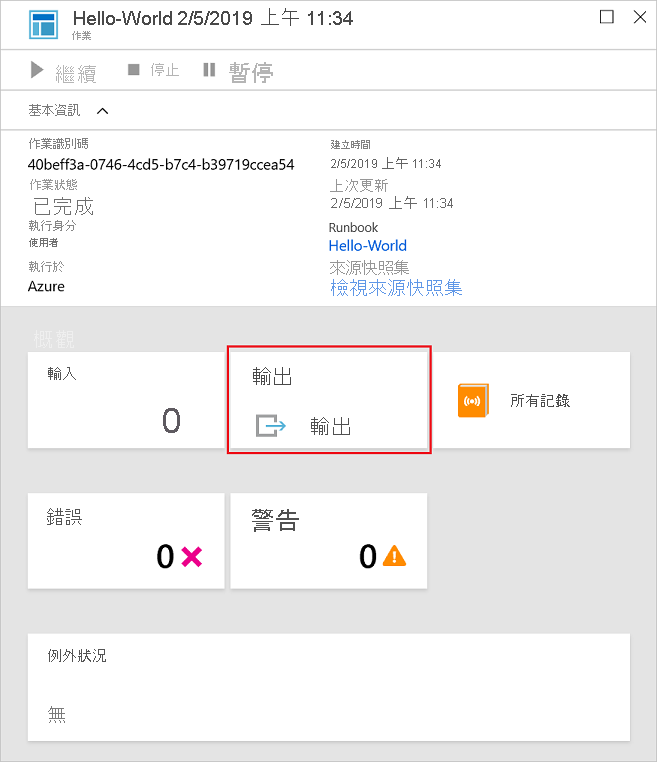 Hello-World 2/5/2019 上午 11:34
作業
繼續 停止 暫停
基本資訊
作業識別碼
40beff3a-0746-4cd5-b7c4-b39719ccea54
作業狀態
已完成
執行身分
使用者
執行於
Azure
建立時間
2/5/2019 上午 11:34
上次更新
2/5/2019 上午 11:34
Runbook
Hello-World
來源快照集
檢視來源快照集
概觀
輸入
0
輸出
輸出
所有記錄
錯誤
0
警告
0
例外狀況
無